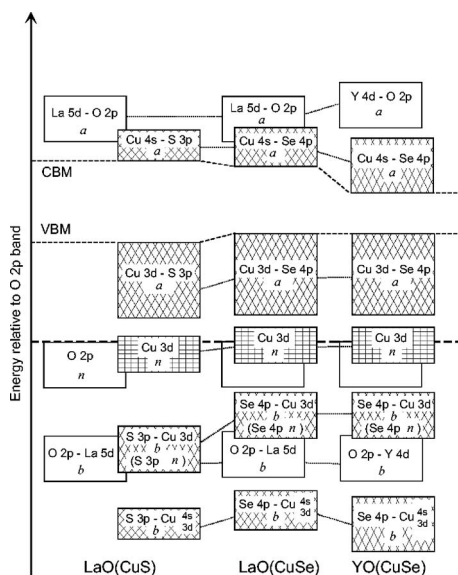 Energy relative to O 2p band
La 5d - O 2p
a
Cu 4s - S 3p
a
La 5d - O 2p
a
Cu 4s - Se 4p
a
Y 4d - O 2p
a
Cu 4s - Se 4p
a
CBM
VBM
Cu 3d - S 3p
a
Cu 3d - Se 4p
a
Cu 3d - Se 4p
a
O 2p
n
Cu 3d
n
Cu 3d
n
Cu 3d
n
O 2p - La 5d
b
S 3p - Cu 3d
b
(S 3p n)
Se 4p - Cu 3d
b
(Se 4p n)
O 2p - La 5d
b
Se 4p - Cu 3d
b
(Se 4p n)
O 2p - Y 4d
b
S 3p - Cu 4s 3d
b
Se 4p - Cu 4s 3d
b
Se 4p - Cu 4s 3d
b
LaO(CuS)
LaO(CuSe)
YO(CuSe)